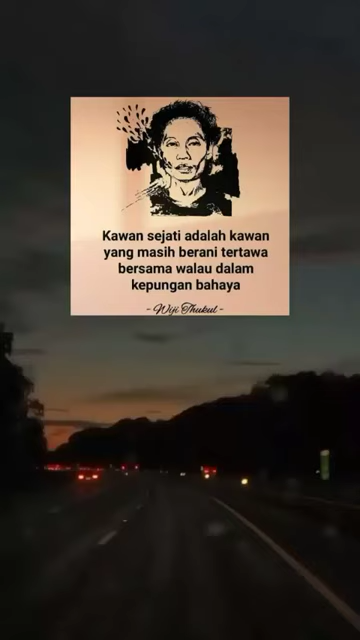 Kawan sejati adalah kawan
yang masih berani tertawa
bersama walau dalam
kepungan bahaya
- Wiji Thukul -